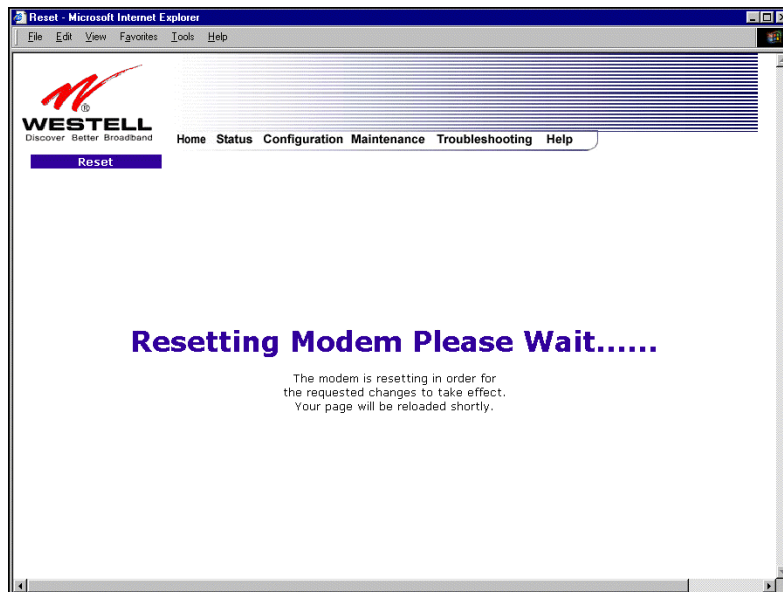 Reset - Microsoft Internet Explorer
File Edit View Favorites Tools Help
®
WESTELL
Discover Better Broadband
Home Status Configuration Maintenance Troubleshooting Help
Reset
Resetting Modem Please Wait......
The modem is resetting in order for
the requested changes to take effect.
Your page will be reloaded shortly.